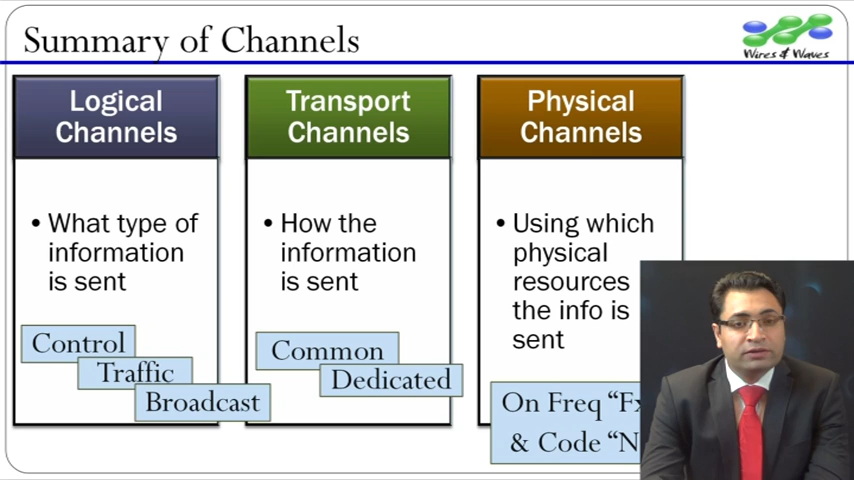 Summary of Channels
Wires & Waves
Logical
Channels
• What type of
information
is sent
Control
Traffic
Broadcast
Transport
Channels
• How the
information
is sent
Common
Dedicated
Physical
Channels
• Using which
physical
resources
the info is
sent
On Freq “Fx
& Code “N